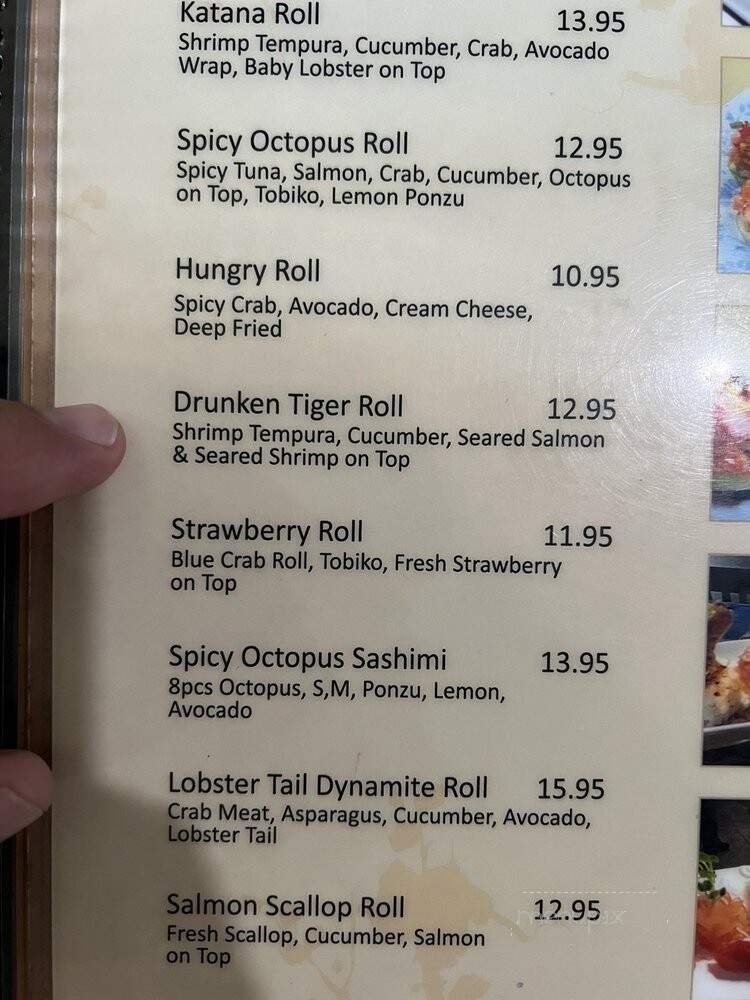 Katana Roll 13.95
Shrimp Tempura, Cucumber, Crab, Avocado
Wrap, Baby Lobster on Top
Spicy Octopus Roll 12.95
Spicy Tuna, Salmon, Crab, Cucumber, Octopus
on Top, Tobiko, Lemon Ponzu
Hungry Roll 10.95
Spicy Crab, Avocado, Cream Cheese,
Deep Fried
Drunken Tiger Roll 12.95
Shrimp Tempura, Cucumber, Seared Salmon
& Seared Shrimp on Top
Strawberry Roll 11.95
Blue Crab Roll, Tobiko, Fresh Strawberry
on Top
Spicy Octopus Sashimi 13.95
8pcs Octopus, S,M, Ponzu, Lemon,
Avocado
Lobster Tail Dynamite Roll 15.95
Crab Meat, Asparagus, Cucumber, Avocado,
Lobster Tail
Salmon Scallop Roll 12.95
Fresh Scallop, Cucumber, Salmon
on Top